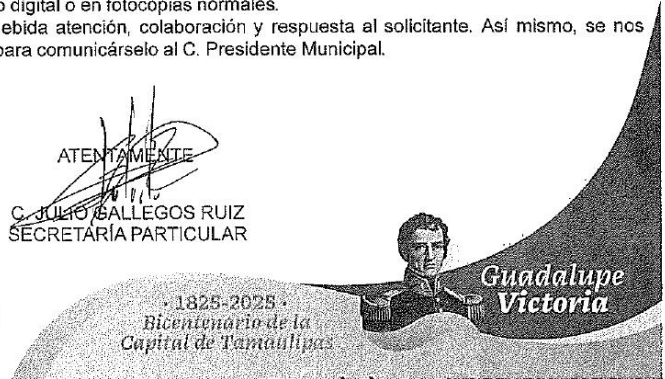 o digital o en fotocopias normales.
ebida atención, colaboración y respuesta al solicitante. Así mismo, se nos
para comunicárselo al C. Presidente Municipal.
ATENTAMENTE
C. JULIO GALLEGOS RUIZ
SECRETARÍA PARTICULAR
Guadalupe
Victoria
· 1825-2025 ·
Bicentenario de la
Capital de Tamaulipas